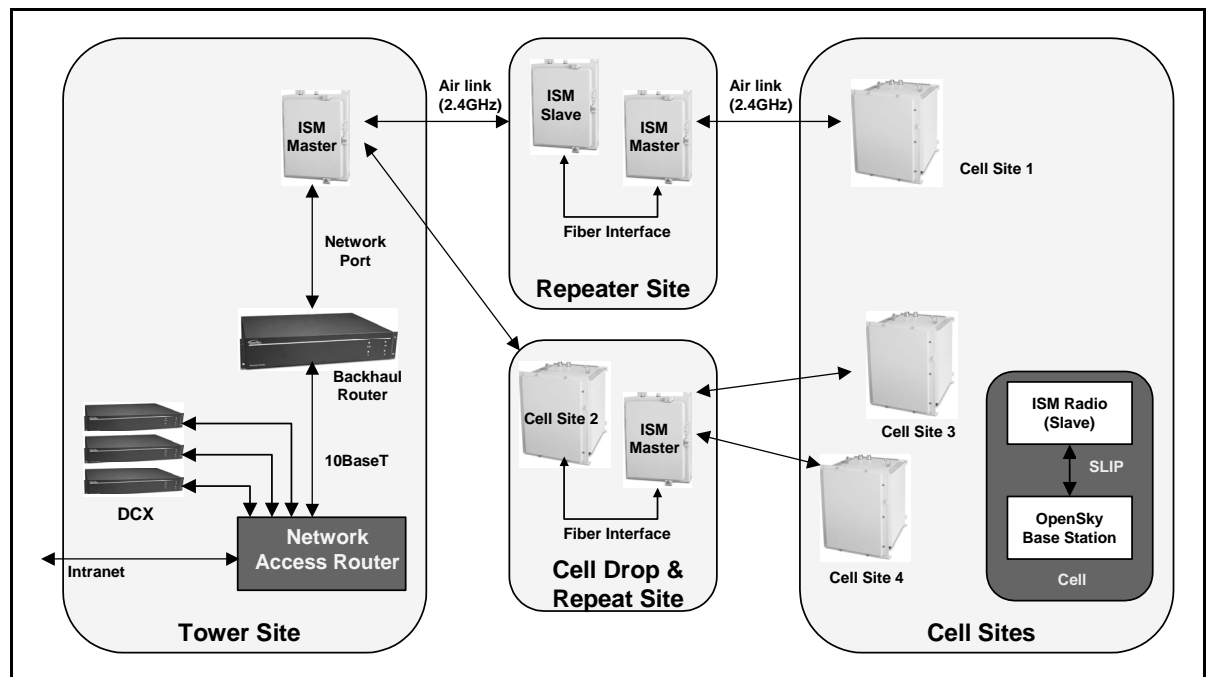 ISM
Master
Network
Port
Backhaul
Router
10BaseT
DCX
Network
Access Router
Intranet
Tower Site
Air link
(2.4GHz)
ISM
Slave
ISM
Master
Fiber Interface
Repeater Site
Air link
(2.4GHz)
Cell Site 2
ISM
Master
Fiber Interface
Cell Drop &
Repeat Site
Cell Site 1
Cell Site 3
Cell Site 4
ISM Radio
(Slave)
SLIP
OpenSky
Base Station
Cell
Cell Sites